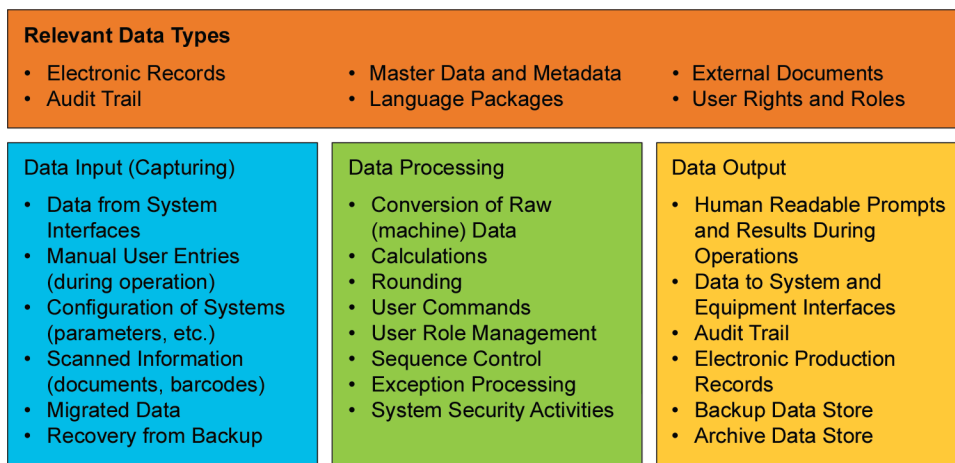 Relevant Data Types
• Electronic Records
• Audit Trail
• Master Data and Metadata
• Language Packages
• External Documents
• User Rights and Roles
Data Input (Capturing)
• Data from System
Interfaces
• Manual User Entries
(during operation)
• Configuration of Systems
(parameters, etc.)
• Scanned Information
(documents, barcodes)
• Migrated Data
• Recovery from Backup
Data Processing
• Conversion of Raw
(machine) Data
• Calculations
• Rounding
• User Commands
• User Role Management
• Sequence Control
• Exception Processing
• System Security Activities
Data Output
• Human Readable Prompts
and Results During
Operations
• Data to System and
Equipment Interfaces
• Audit Trail
• Electronic Production
Records
• Backup Data Store
• Archive Data Store